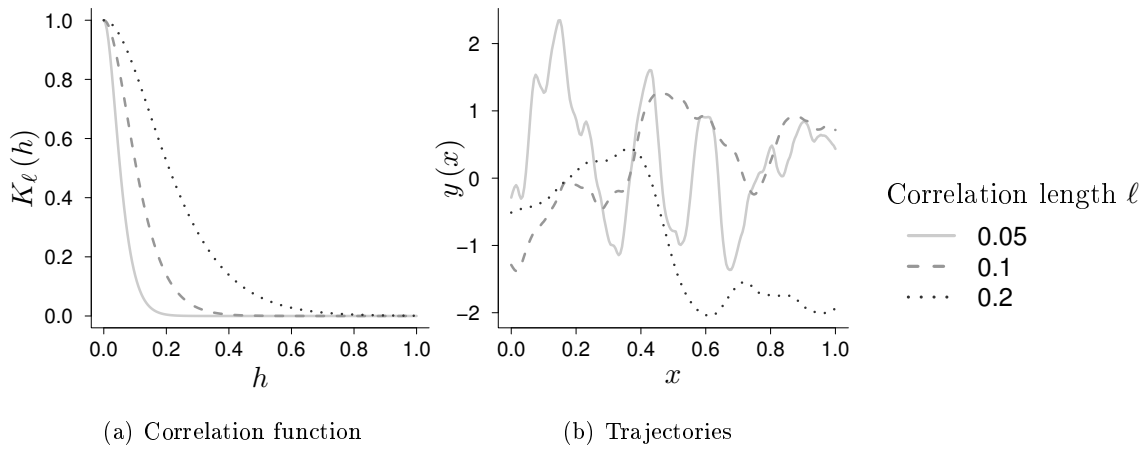 1.0
0.8
0.6
0.4
0.2
0.0
Kℓ (h)
0.0 0.2 0.4 0.6 0.8 1.0
h
(a) Correlation function
2
1
0
−1
−2
y (x)
0.0 0.2 0.4 0.6 0.8 1.0
x
(b) Trajectories
Correlation length ℓ
0.05
0.1
0.2